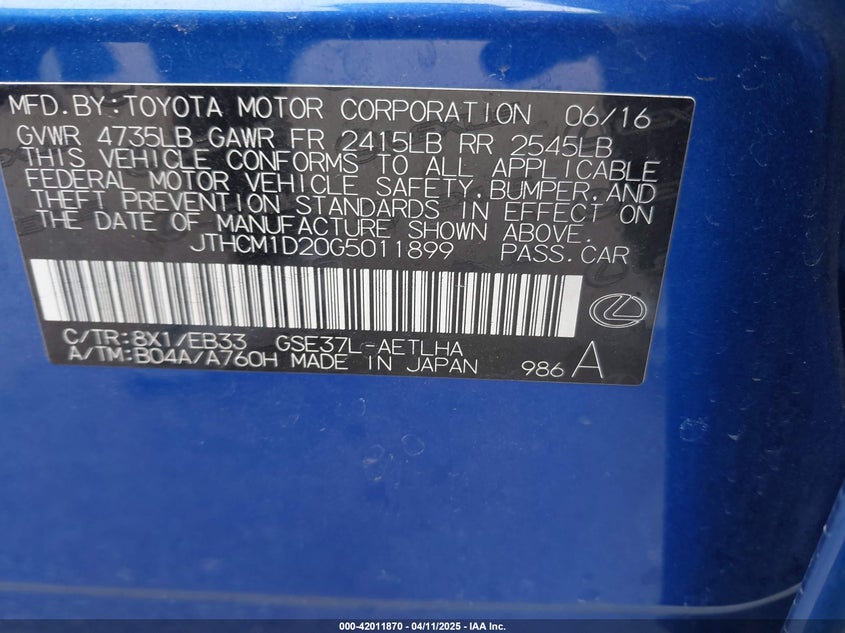 MFD.BY:TOYOTA MOTOR CORPORATION 06/16
GVWR 4735LB GAWR FR 2415LB RR 2545LB
THIS VEHICLE CONFORMS TO ALL APPLICABLE
FEDERAL MOTOR VEHICLE SAFETY,BUMPER,AND
THEFT PREVENTION STANDARDS IN EFFECT ON
THE DATE OF MANUFACTURE SHOWN ABOVE.
JTHCM1D20G5011899 PASS.CAR
C/TR:8X1/EB33 GSE37L-AETLHA
A/TM:B04A/A760H MADE IN JAPAN 986 A
000-42011870 | 04/11/2025 - IAA Inc.